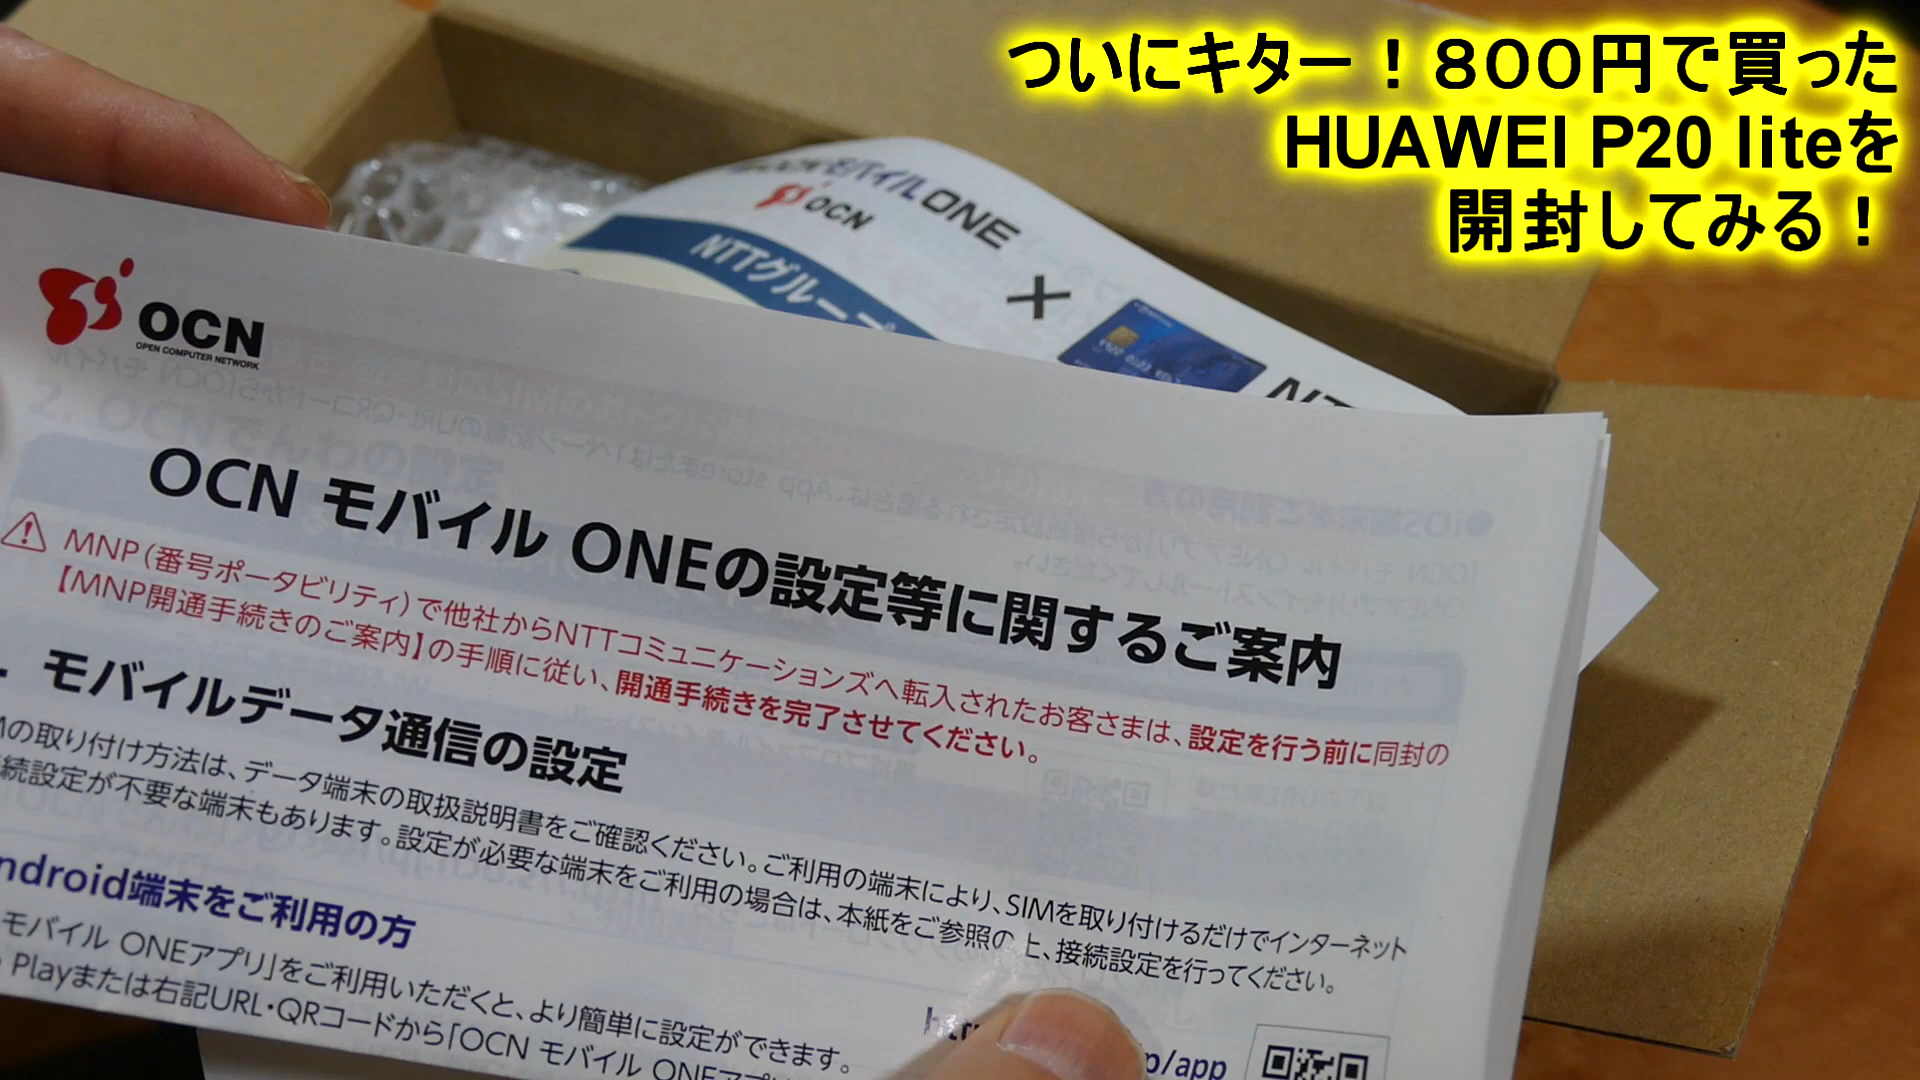 ついにキター！８００円で買った
HUAWEI P20 liteを
開封してみる！
モバイルONE
OCN
NTTグループ
×
OCN
OPEN COMPUTER NETWORK
OCN モバイル ONEの設定等に関するご案内
MNP（番号ポータビリティ）で他社からNTTコミュニケーションズへ転入されたお客さまは、設定を行う前に同封の
【MNP開通手続きのご案内】の手順に従い、開通手続きを完了させてください。
モバイルデータ通信の設定
の取り付け方法は、データ端末の取扱説明書をご確認ください。ご利用の端末により、SIMを取り付けるだけでインターネット
続設定が不要な端末もあります。設定が必要な端末をご利用の場合は、本紙をご参照の上、接続設定を行ってください。
ndroid端末をご利用の方
モバイル ONEアプリ」をご利用いただくと、より簡単に設定ができます。
Playまたは右記URL・QRコードから「OCN モバイル ONEアプ
p/app